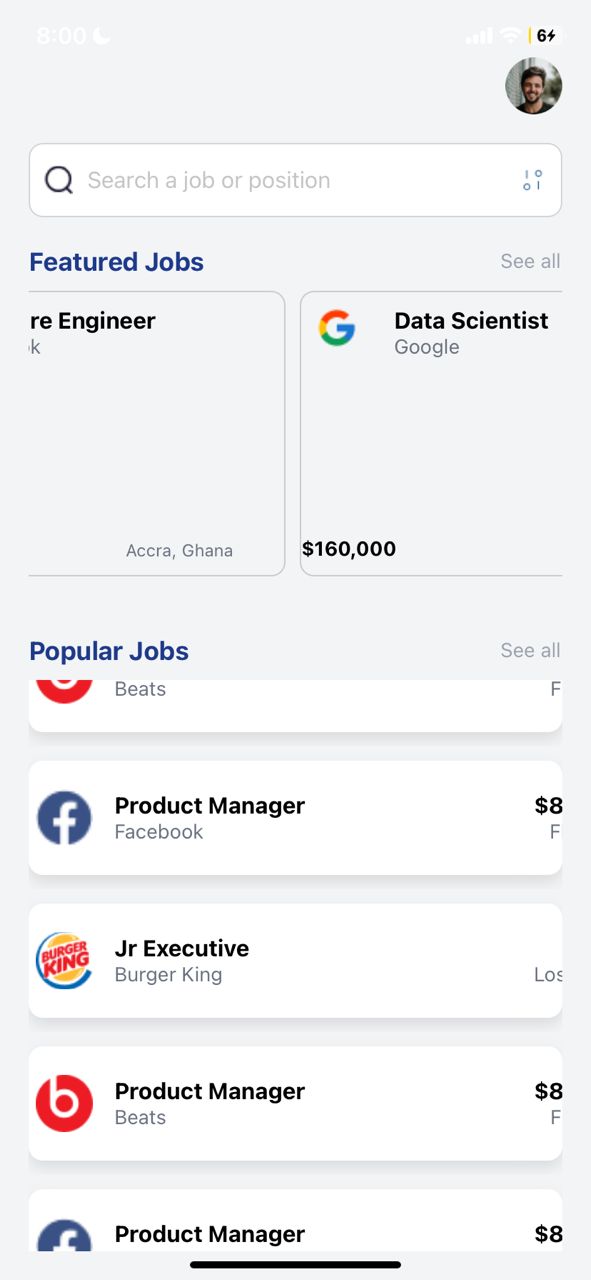 8:00
6
Search a job or position
Featured Jobs See all
re Engineer
k
Accra, Ghana
Data Scientist
Google
$160,000
Popular Jobs See all
Beats F
Product Manager $8
Facebook F
BURGER KING
Jr Executive
Burger King Los
Product Manager $8
Beats F
Product Manager $8